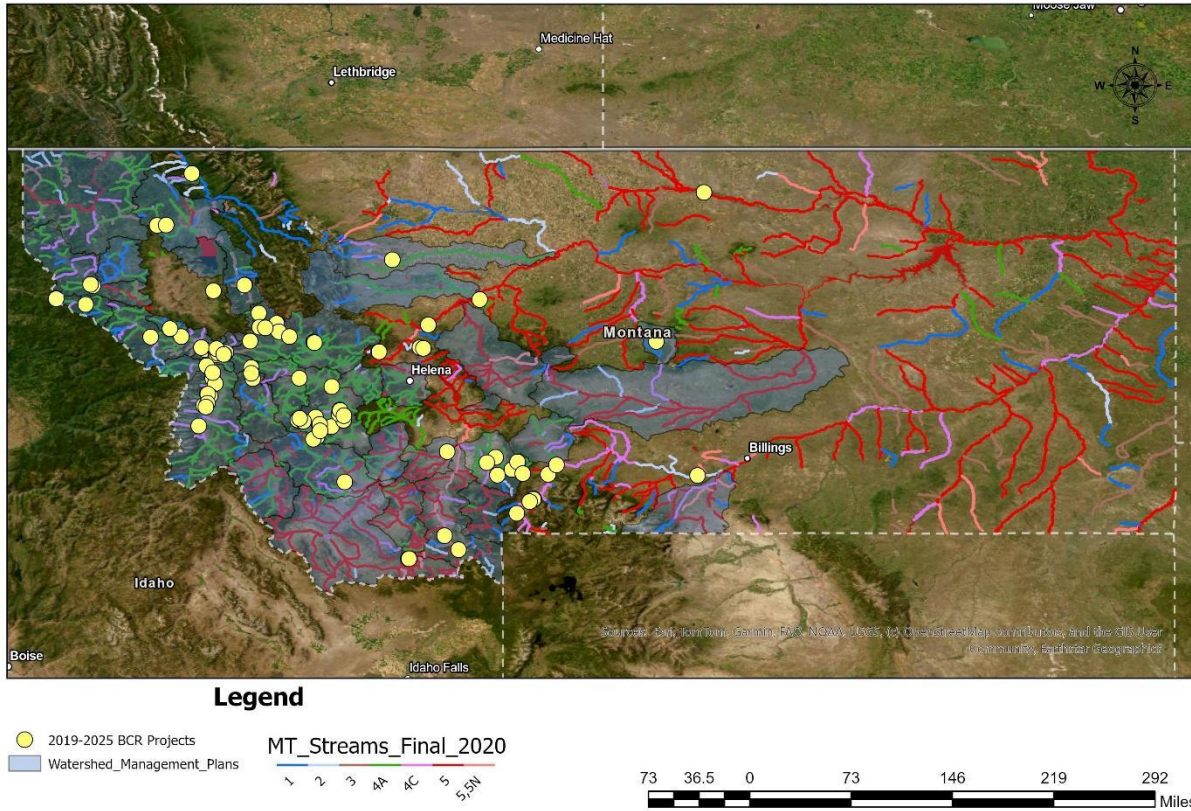 Moose Jaw
Medicine Hat
Lethbridge
N
W E
S
Montana
Helena
Billings
Idaho
Sources: Esri, TomTom, Garmin, FAO, NOAA, USGS, (c) OpenStreetMap contributors, and the GIS User
Community, Earthstar Geographics
Boise
Idaho Falls
Legend
2019-2025 BCR Projects
Watershed_Management_Plans
MT_Streams_Final_2020
1 2 3 4A 4C 5 5,5N
73 36.5 0 73 146 219 292
Miles